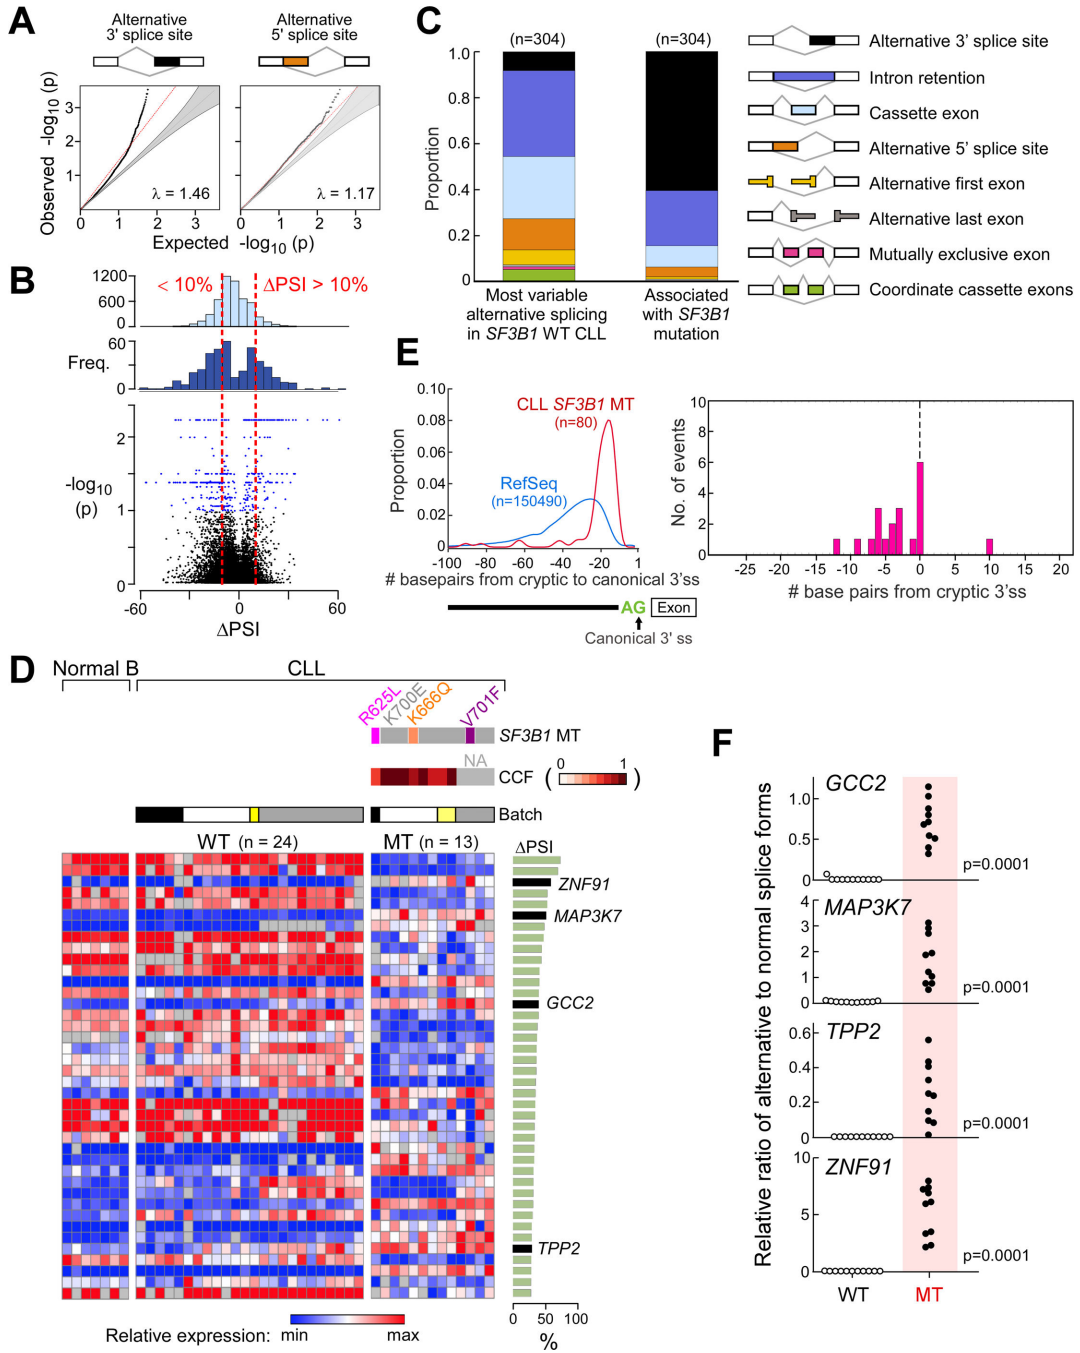 A
Alternative
3' splice site
Alternative
5' splice site
Observed -log10 (p)
3
2
1
0
λ = 1.46
λ = 1.17
0 1 2 3
0 1 2 3
Expected -log10 (p)
B
1200
600
0
< 10%
ΔPSI > 10%
60
0
Freq.
2
1
0
-log10
(p)
-60 0 60
ΔPSI
C
(n=304)
(n=304)
1.0
0.8
0.6
0.4
0.2
0
Proportion
Most variable
alternative splicing
in SF3B1 WT CLL
Associated
with SF3B1
mutation
Alternative 3' splice site
Intron retention
Cassette exon
Alternative 5' splice site
Alternative first exon
Alternative last exon
Mutually exclusive exon
Coordinate cassette exons
E
0.10
0.08
0.06
0.04
0.02
0
Proportion
CLL SF3B1 MT
(n=80)
RefSeq
(n=150490)
-100 -80 -60 -40 -20 -1
# basepairs from cryptic to canonical 3'ss
AG
Exon
Canonical 3' ss
10
8
6
4
2
0
No. of events
-25 -20 -15 -10 -5 0 5 10 20
# base pairs from cryptic 3'ss
D
Normal B
CLL
R625L
K700E
K666Q
V701F
SF3B1 MT
NA
CCF
( 0 1 )
Batch
WT (n = 24)
MT (n = 13)
ΔPSI
ZNF91
MAP3K7
GCC2
TPP2
0 50 100
%
Relative expression:
min
max
F
Relative ratio of alternative to normal splice forms
GCC2
1.0
0.5
0
p=0.0001
MAP3K7
4
3
2
1
0
p=0.0001
TPP2
0.6
0.4
0.2
0
p=0.0001
ZNF91
10
5
0
p=0.0001
WT
MT